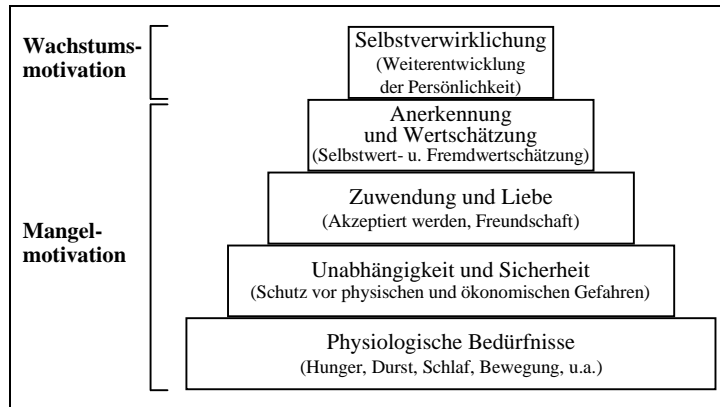 Wachstums-
motivation
Selbstverwirklichung
(Weiterentwicklung
der Persönlichkeit)
Anerkennung
und Wertschätzung
(Selbstwert- u. Fremdwertschätzung)
Mangel-
motivation
Zuwendung und Liebe
(Akzeptiert werden, Freundschaft)
Unabhängigkeit und Sicherheit
(Schutz vor physischen und ökonomischen Gefahren)
Physiologische Bedürfnisse
(Hunger, Durst, Schlaf, Bewegung, u.a.)